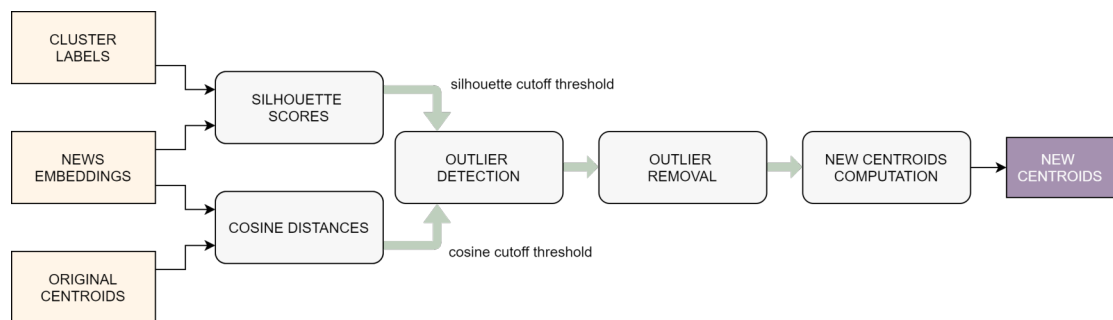 CLUSTER
LABELS
NEWS
EMBEDDINGS
ORIGINAL
CENTROIDS
SILHOUETTE
SCORES
COSINE DISTANCES
silhouette cutoff threshold
cosine cutoff threshold
OUTLIER
DETECTION
OUTLIER
REMOVAL
NEW CENTROIDS
COMPUTATION
NEW
CENTROIDS